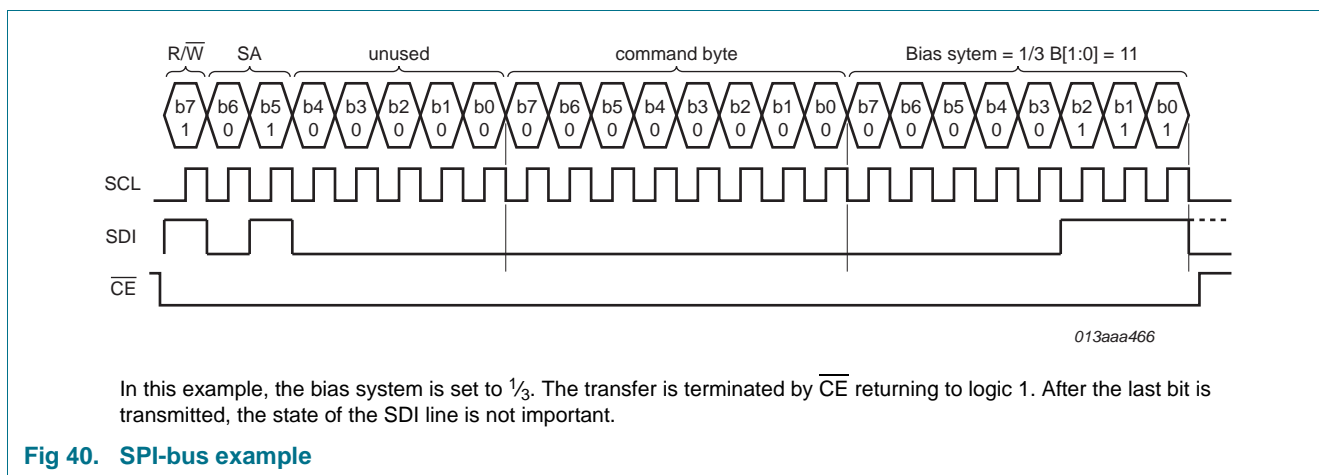 R/W SA unused command byte Bias sytem = 1/3 B[1:0] = 11
b7 b6 b5 b4 b3 b2 b1 b0 b7 b6 b5 b4 b3 b2 b1 b0 b7 b6 b5 b4 b3 b2 b1 b0
1 0 1 0 0 0 0 0 0 0 0 0 0 0 0 0 0 0 0 0 0 1 1 1
SCL
SDI
CE
013aaa466
In this example, the bias system is set to 1⁄3. The transfer is terminated by CE returning to logic 1. After the last bit is
transmitted, the state of the SDI line is not important.
Fig 40. SPI-bus example